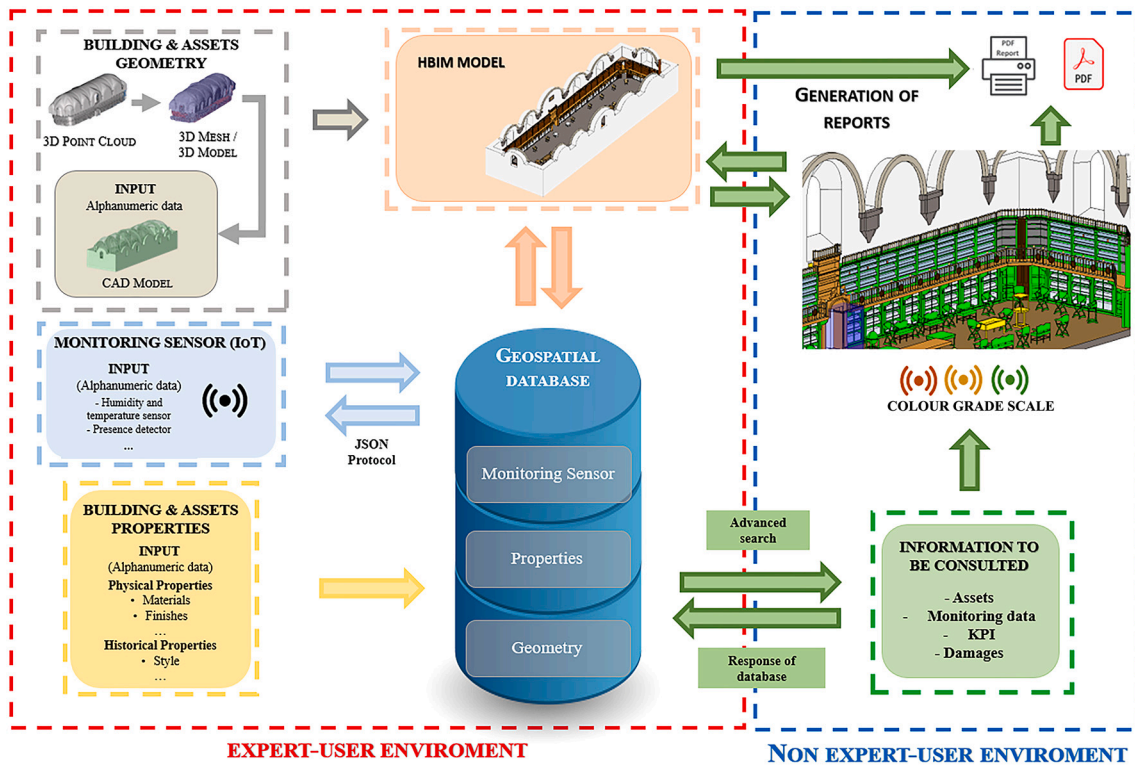 BUILDING & ASSETS
GEOMETRY
3D POINT CLOUD
3D MESH /
3D MODEL
INPUT
Alphanumeric data
CAD MODEL
HBIM MODEL
PDF
Report
PDF
GENERATION OF
REPORTS
MONITORING SENSOR (IOT)
INPUT
(Alphanumeric data)
- Humidity and
temperature sensor
- Presence detector
...
JSON
Protocol
GEOSPATIAL
DATABASE
Monitoring Sensor
Properties
Geometry
COLOUR GRADE SCALE
BUILDING & ASSETS
PROPERTIES
INPUT
(Alphanumeric data)
Physical Properties
• Materials
• Finishes
...
Historical Properties
• Style
...
Advanced
search
Response of
database
INFORMATION TO
BE CONSULTED
- Assets
- Monitoring data
- KPI
- Damages
EXPERT-USER ENVIROMENT
NON EXPERT-USER ENVIROMENT